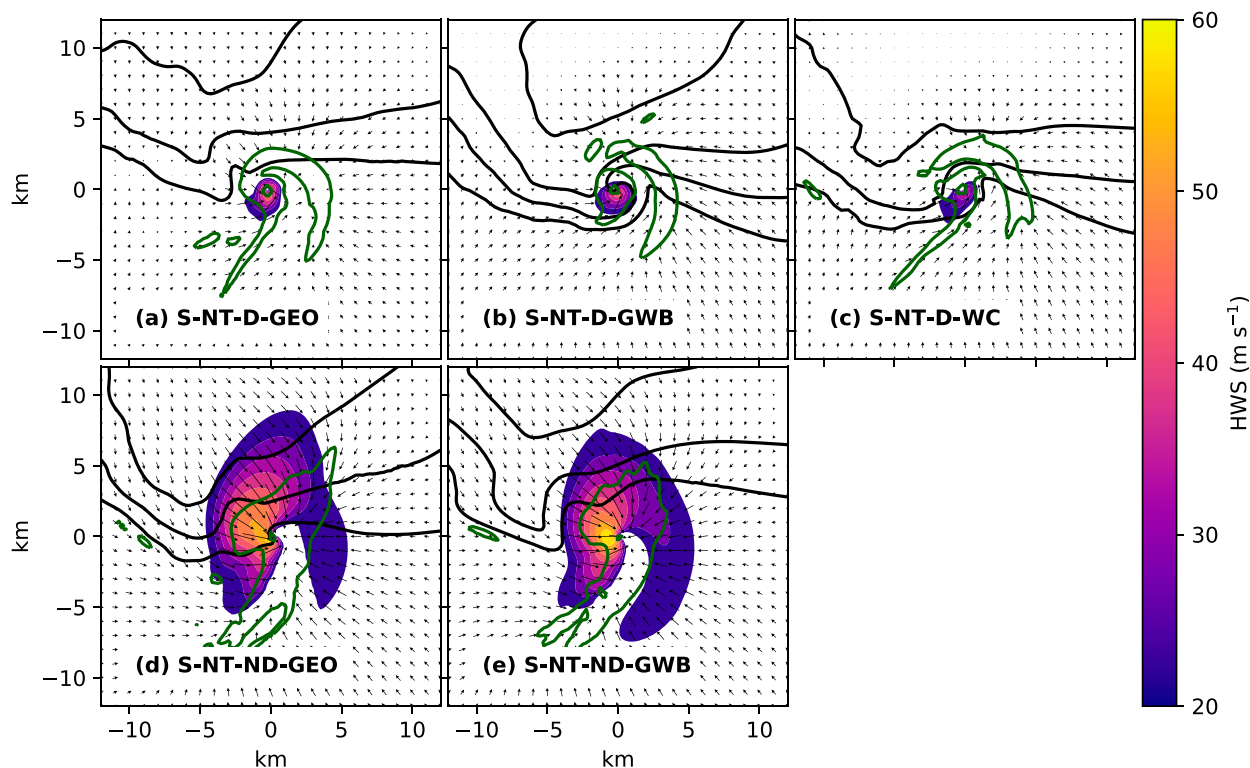 10
5
0
−5
−10
km
(a) S-NT-D-GEO
(b) S-NT-D-GWB
(c) S-NT-D-WC
10
5
0
−5
−10
km
(d) S-NT-ND-GEO
(e) S-NT-ND-GWB
−10 −5 0 5 10
km
−10 −5 0 5 10
km
60
50
40
30
20
HWS (m s⁻¹)